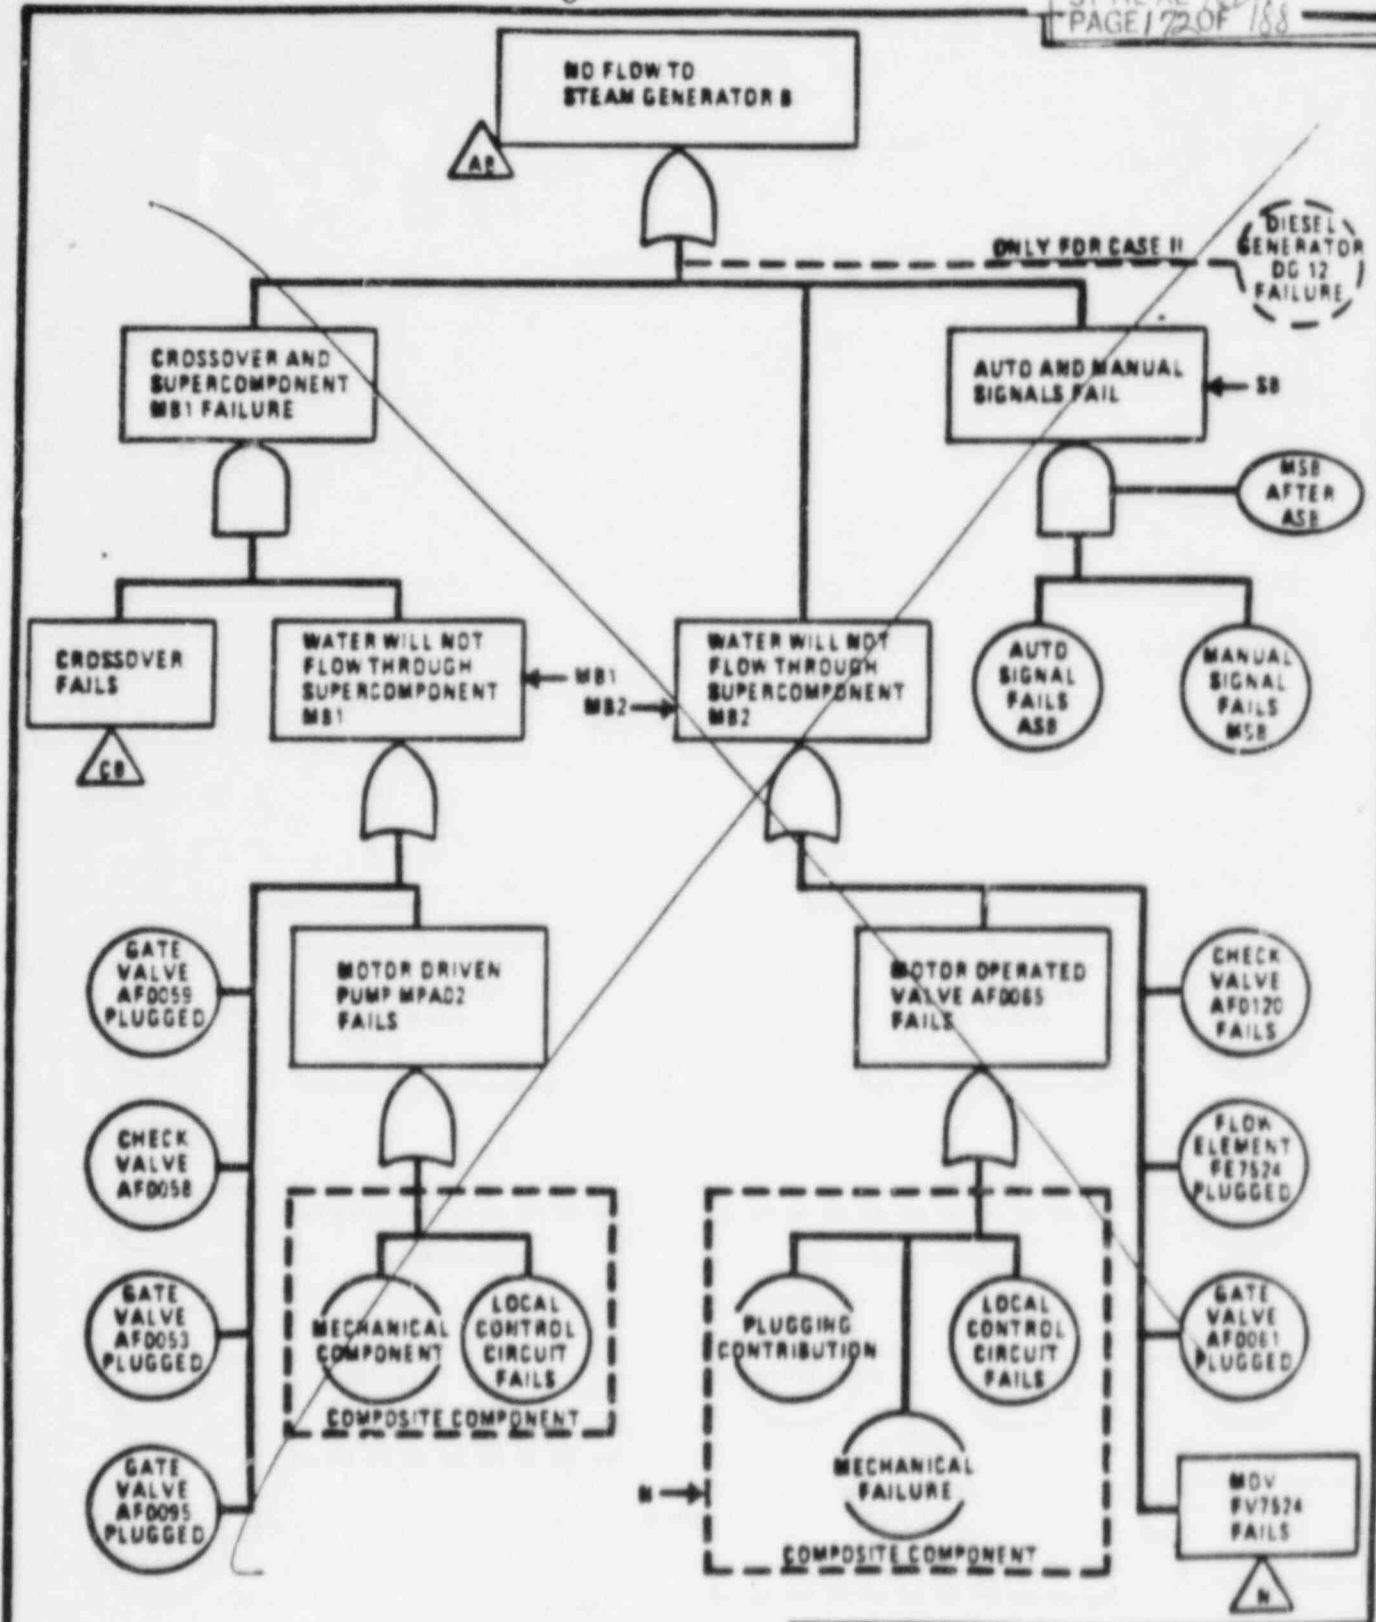 PAGE 172 OF 188
NO FLOW TO
STEAM GENERATOR B
AB
ONLY FOR CASE II
DIESEL
GENERATOR
DG 12
FAILURE
CROSSOVER AND
SUPERCOMPONENT
MB1 FAILURE
AUTO AND MANUAL
SIGNALS FAIL
SB
MSB
AFTER
ASB
CROSSOVER
FAILS
CB
WATER WILL NOT
FLOW THROUGH
SUPERCOMPONENT
MB1
MB1
MB2
WATER WILL NOT
FLOW THROUGH
SUPERCOMPONENT
MB2
AUTO
SIGNAL
FAILS
ASB
MANUAL
SIGNAL
FAILS
MSB
GATE
VALVE
AF0059
PLUGGED
MOTOR DRIVEN
PUMP MPA02
FAILS
MOTOR OPERATED
VALVE AF0065
FAILS
CHECK
VALVE
AF0120
FAILS
CHECK
VALVE
AF0058
FLOW
ELEMENT
FE7524
PLUGGED
GATE
VALVE
AF0053
PLUGGED
MECHANICAL
COMPONENT
LOCAL
CONTROL
CIRCUIT
FAILS
COMPOSITE COMPONENT
PLUGGING
CONTRIBUTION
LOCAL
CONTROL
CIRCUIT
FAILS
GATE
VALVE
AF0061
PLUGGED
GATE
VALVE
AF0095
PLUGGED
MECHANICAL
FAILURE
COMPOSITE COMPONENT
MOV
FV7524
FAILS
N